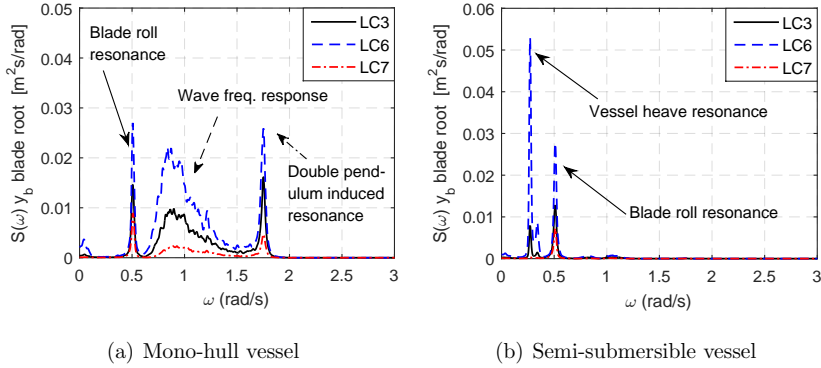 0.05
0.04
0.03
0.02
0.01
0
S(ω) y_b blade root [m²s/rad]
Blade roll
resonance
Wave freq. response
Double pend-
ulum induced
resonance
LC3
LC6
LC7
0 0.5 1 1.5 2 2.5 3
ω (rad/s)
(a) Mono-hull vessel
0.06
0.05
0.04
0.03
0.02
0.01
0
S(ω) y_b blade root [m²s/rad]
LC3
LC6
LC7
Vessel heave resonance
Blade roll resonance
0 0.5 1 1.5 2 2.5 3
ω (rad/s)
(b) Semi-submersible vessel